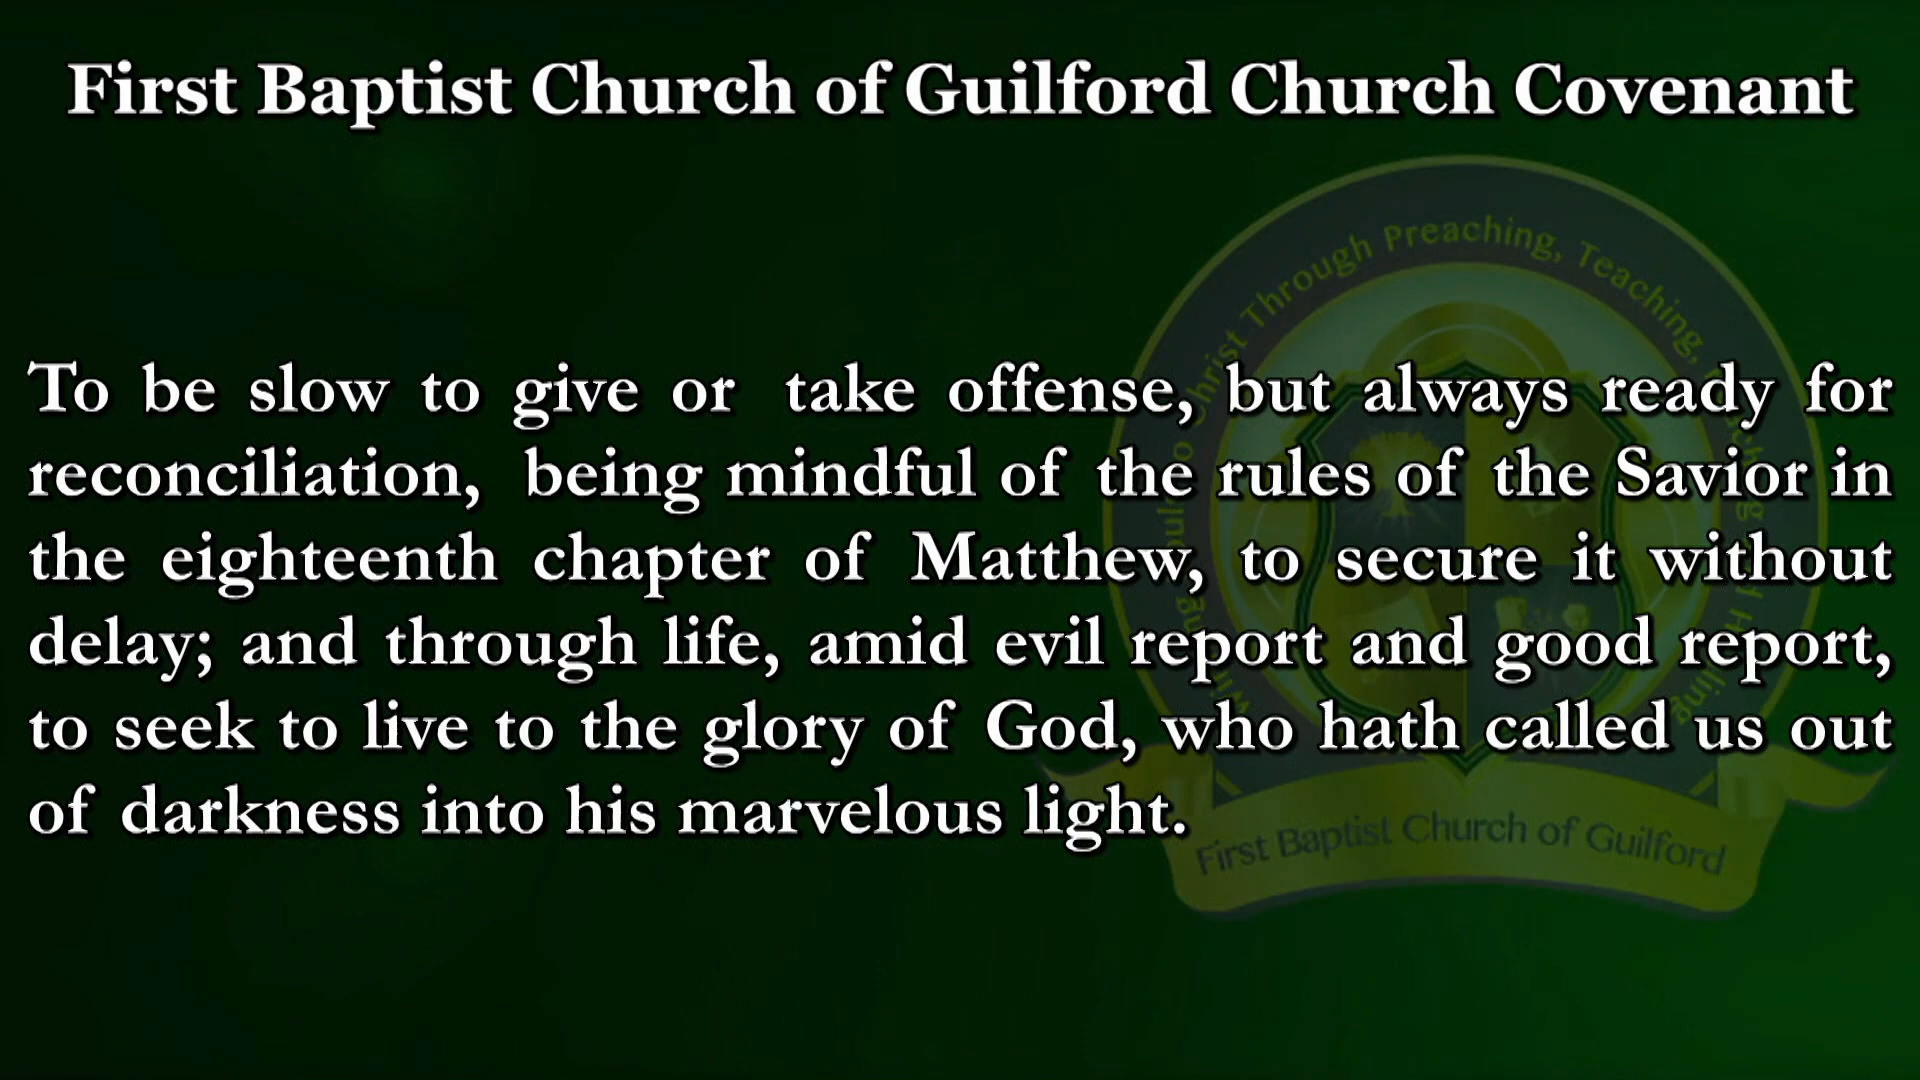 First Baptist Church of Guilford Church Covenant
To be slow to give or take offense, but always ready for
reconciliation, being mindful of the rules of the Savior in
the eighteenth chapter of Matthew, to secure it without
delay; and through life, amid evil report and good report,
to seek to live to the glory of God, who hath called us out
of darkness into his marvelous light.
Christ Through Preaching, Teaching,
First Baptist Church of Guilford